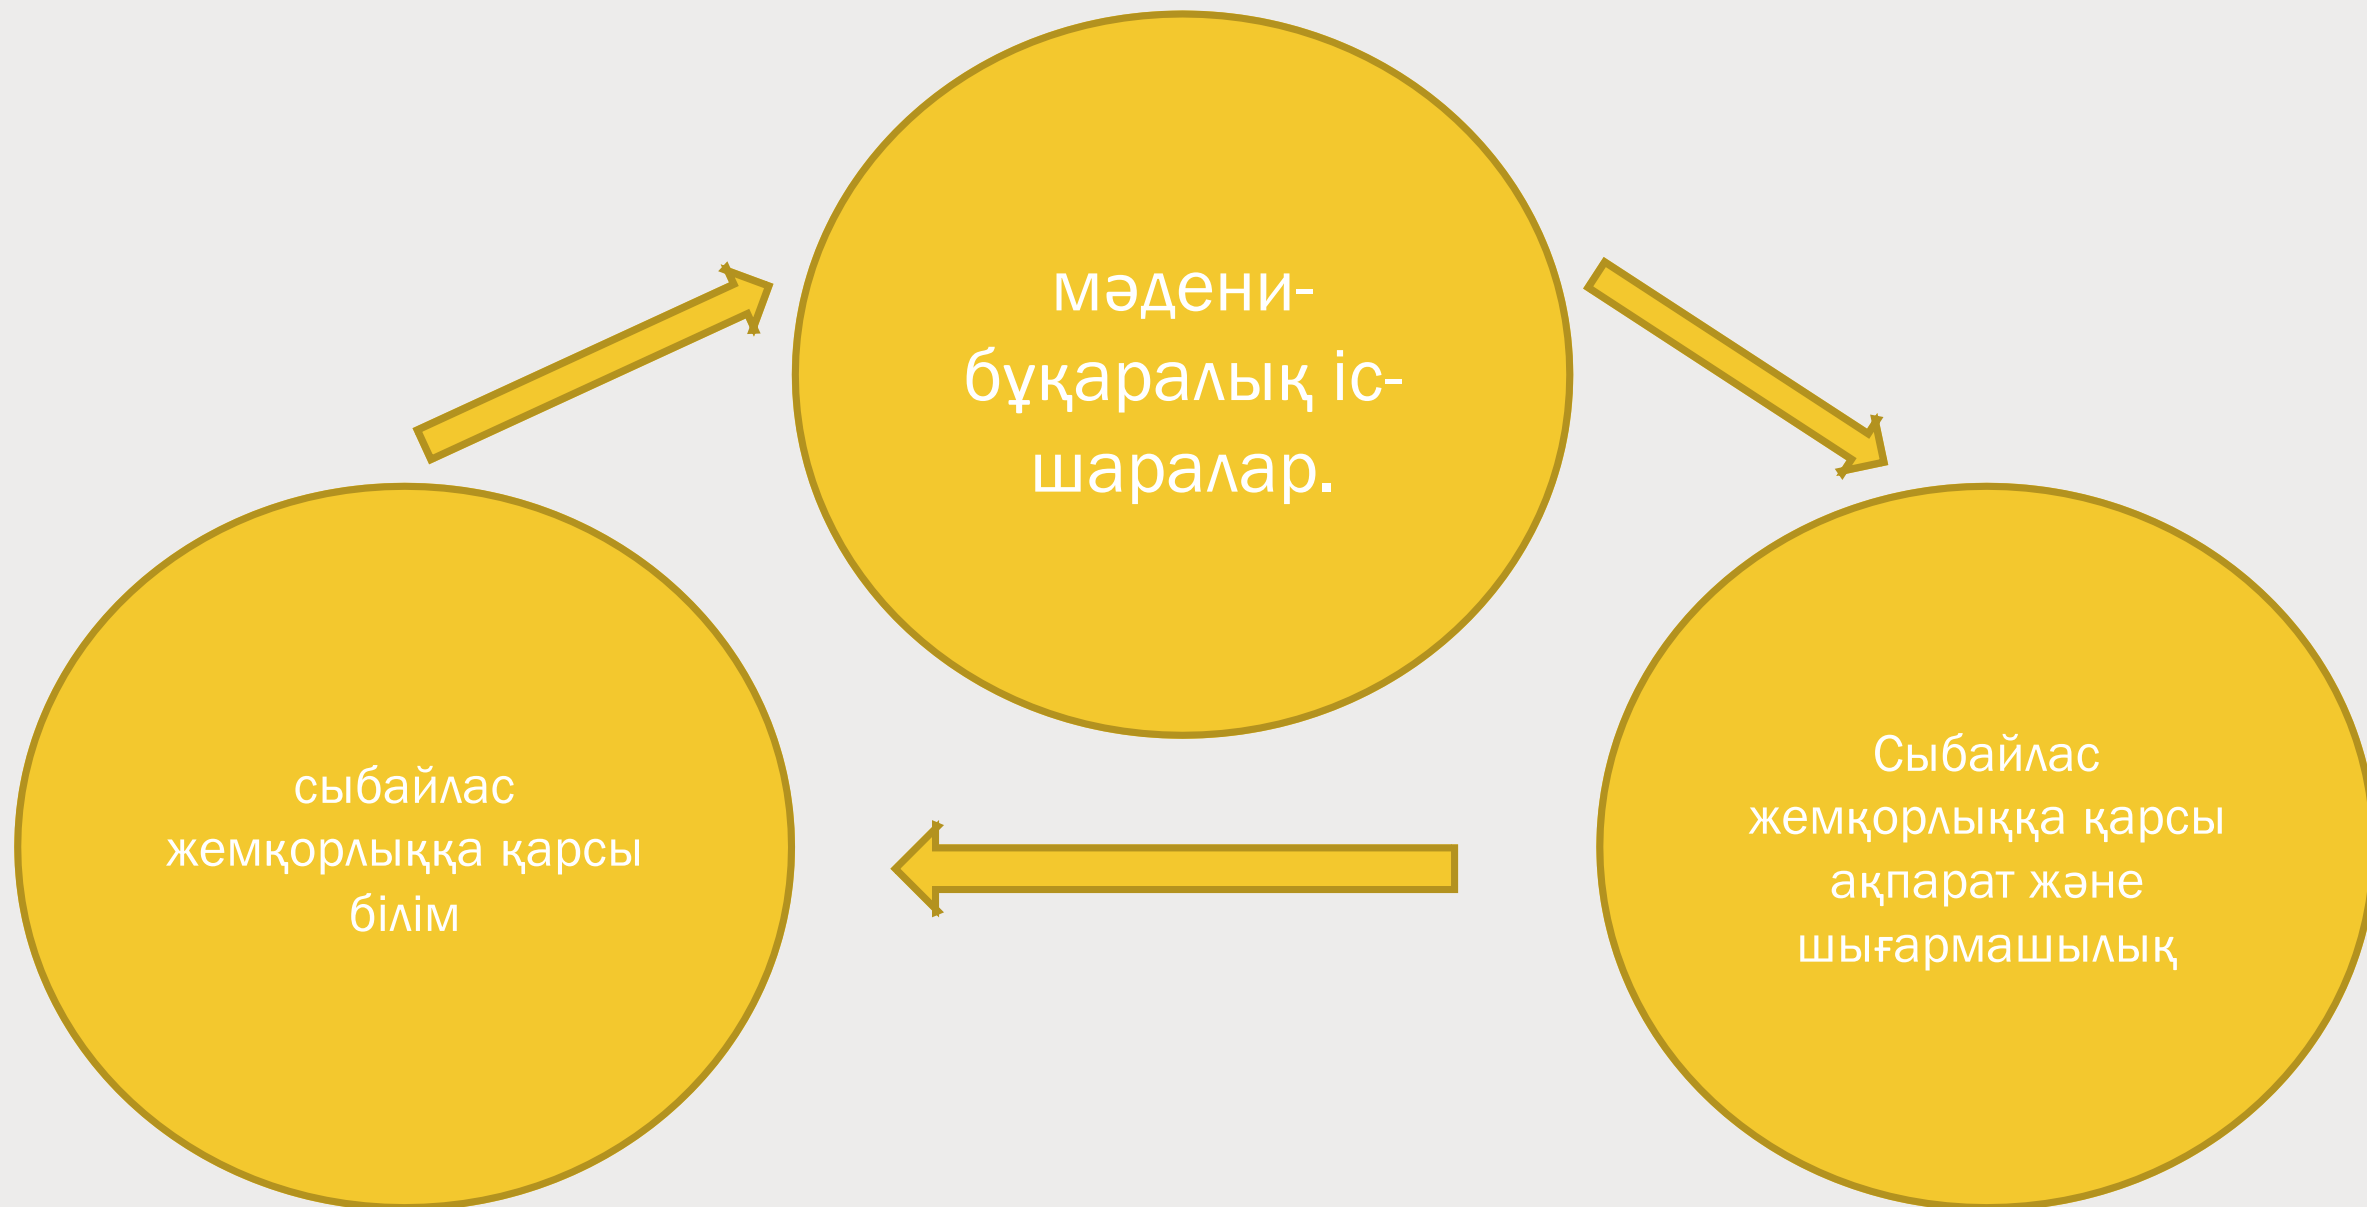 мәдени-
бұқаралық іс-
шаралар.
сыбайлас
жемқорлыққа қарсы
білім
Сыбайлас
жемқорлыққа қарсы
ақпарат және
шығармашылық